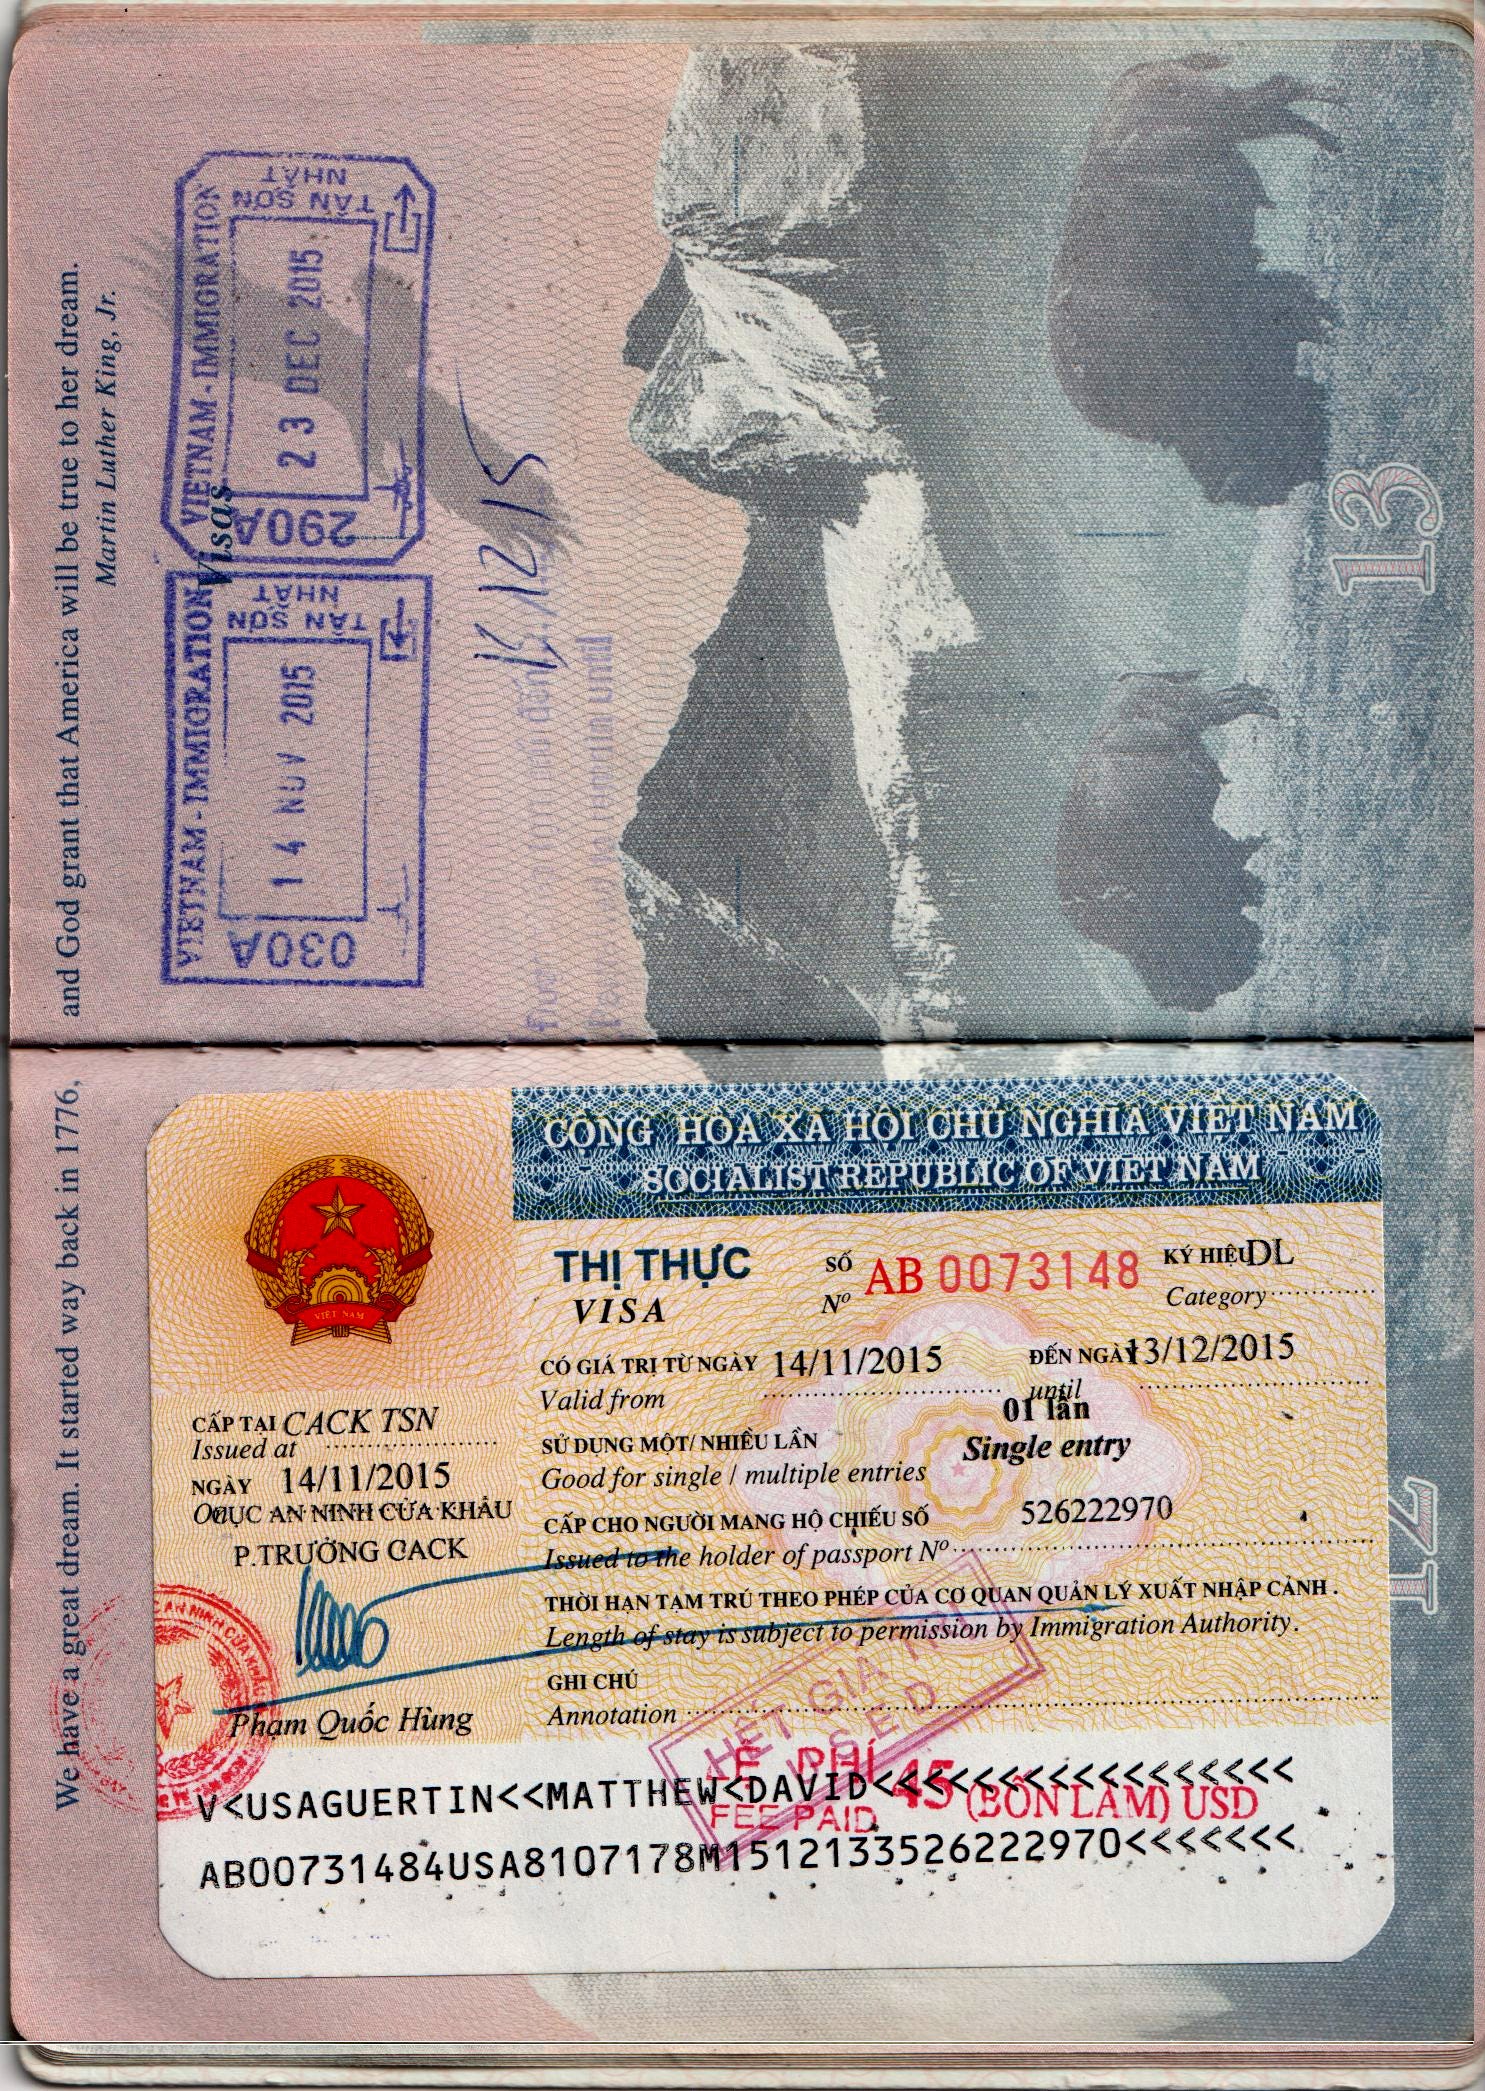 and God grant that America will be true to her dream.
Martin Luther King, Jr.
Visas
VIETNAM - IMMIGRATION
TÂN SƠN
NHẤT
23 DEC 2015
290A
VIETNAM - IMMIGRATION
TÂN SƠN
NHẤT
14 NOV 2015
030A
13.12.15
đến
until
13
We have a great dream. It started way back in 1776,
12
CỘNG HÒA XÃ HỘI CHỦ NGHĨA VIỆT NAM
SOCIALIST REPUBLIC OF VIET NAM
VIỆT NAM
THỊ THỰC
VISA
SỐ AB 0073148
Nº
KÝ HIỆU DL
Category
CÓ GIÁ TRỊ TỪ NGÀY 14/11/2015 ĐẾN NGÀY 13/12/2015
Valid from until
01 lần
SỬ DỤNG MỘT/ NHIỀU LẦN Single entry
Good for single / multiple entries
CẤP TẠI CACK TSN
Issued at
NGÀY 14/11/2015
On CỤC AN NINH CỬA KHẨU
P.TRƯỞNG CACK
Phạm Quốc Hùng
CẤP CHO NGƯỜI MANG HỘ CHIẾU SỐ 526222970
Issued to the holder of passport Nº
THỜI HẠN TẠM TRÚ THEO PHÉP CỦA CƠ QUAN QUẢN LÝ XUẤT NHẬP CẢNH .
Length of stay is subject to permission by Immigration Authority.
GHI CHÚ
Annotation
HẾT GIÁ TRỊ
USED
LỆ PHÍ 45 (BỐN LĂM) USD
FEE PAID
V<USAGUERTIN<<MATTHEW<DAVID<<<<<<<<<<<<<<<<<
AB00731484USA8107178M1512133526222970<<<<<<<